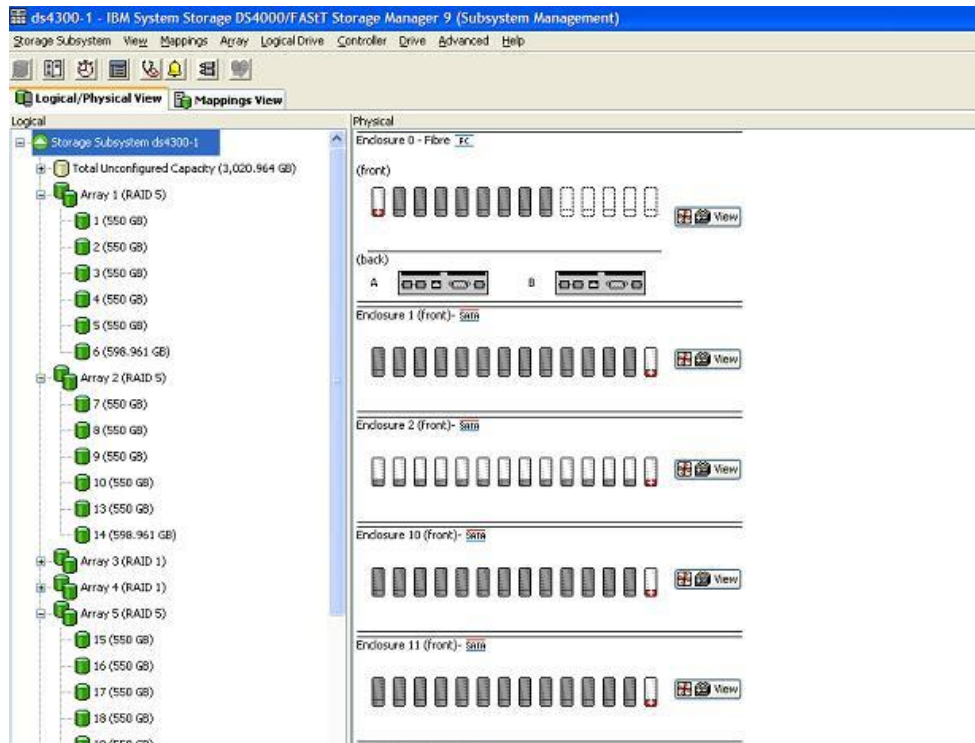 ds4300-1 - IBM System Storage DS4000/FAStT Storage Manager 9 (Subsystem Management)
Storage Subsystem View Mappings Array Logical Drive Controller Drive Advanced Help
Logical/Physical View Mappings View
Logical
Storage Subsystem ds4300-1
Total Unconfigured Capacity (3,020.964 GB)
Array 1 (RAID 5)
1 (550 GB)
2 (550 GB)
3 (550 GB)
4 (550 GB)
5 (550 GB)
6 (598.961 GB)
Array 2 (RAID 5)
7 (550 GB)
8 (550 GB)
9 (550 GB)
10 (550 GB)
13 (550 GB)
14 (598.961 GB)
Array 3 (RAID 1)
Array 4 (RAID 1)
Array 5 (RAID 5)
15 (550 GB)
16 (550 GB)
17 (550 GB)
18 (550 GB)
Physical
Enclosure 0 - Fibre FC
(front)
View
(back)
A B
Enclosure 1 (front)- SATA
View
Enclosure 2 (front)- SATA
View
Enclosure 10 (front)- SATA
View
Enclosure 11 (front)- SATA
View